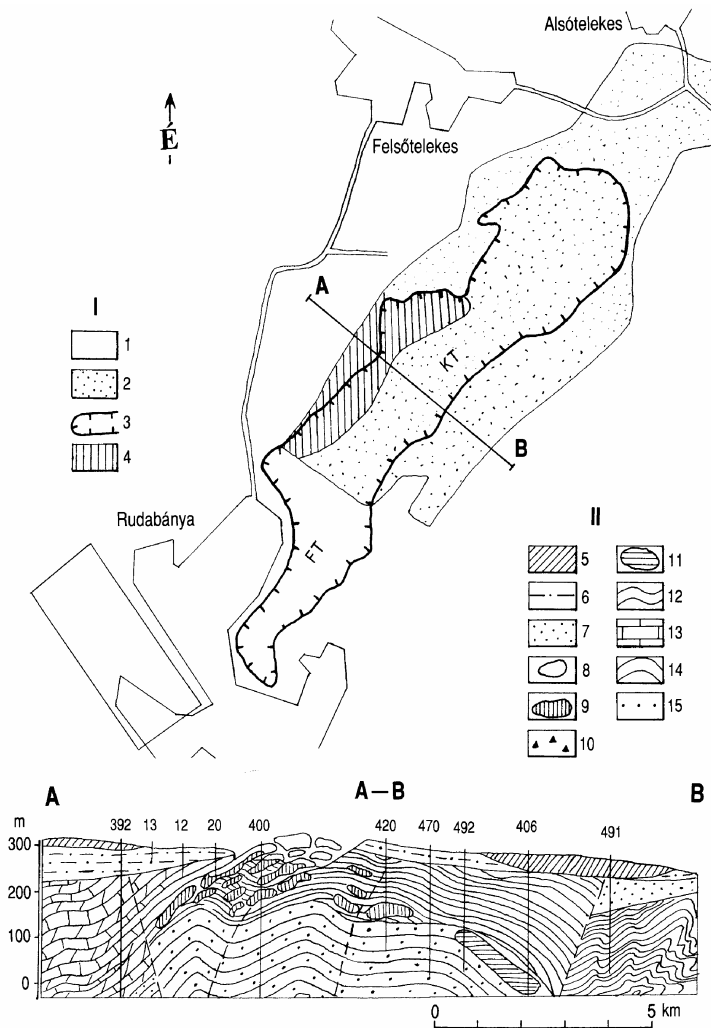 Alsótelekes
É
Felsőtelekes
A
I
1
2
3
4
KT
B
Rudabánya
FT
II
5
6
7
8
9
10
11
12
13
14
15
A
A—B
B
m
392 13 12 20 400 420 470 492 406 491
300
200
100
0
0 5 km